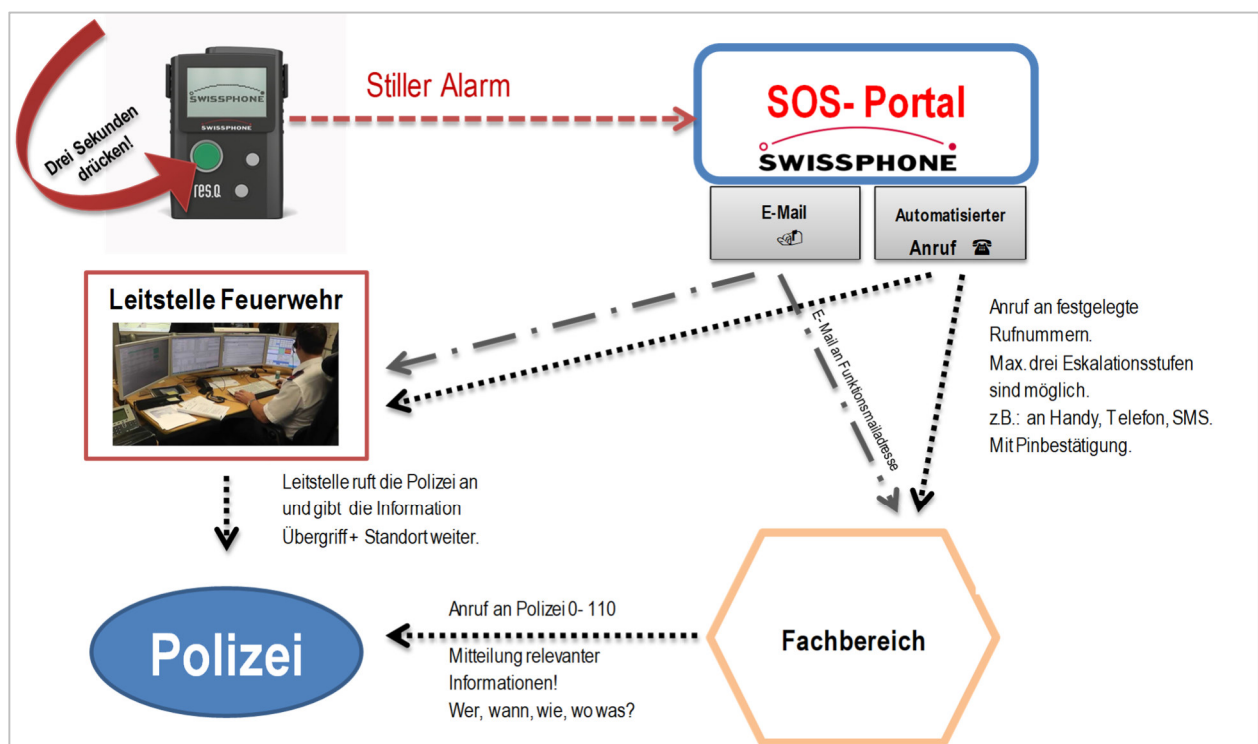 Drei Sekunden
drücken!
SWISSPHONE
SWISSPHONE
res.Q
Stiller Alarm
SOS- Portal
SWISSPHONE
E-Mail
Automatisierter
Anruf
Leitstelle Feuerwehr
E- Mail an Funktionsmailadresse
Anruf an festgelegte
Rufnummern.
Max. drei Eskalationsstufen
sind möglich.
z.B.: an Handy, Telefon, SMS.
Mit Pinbestätigung.
Leitstelle ruft die Polizei an
und gibt die Information
Übergriff + Standort weiter.
Polizei
Anruf an Polizei 0- 110
Mitteilung relevanter
Informationen!
Wer, wann, wie, wo was?
Fachbereich